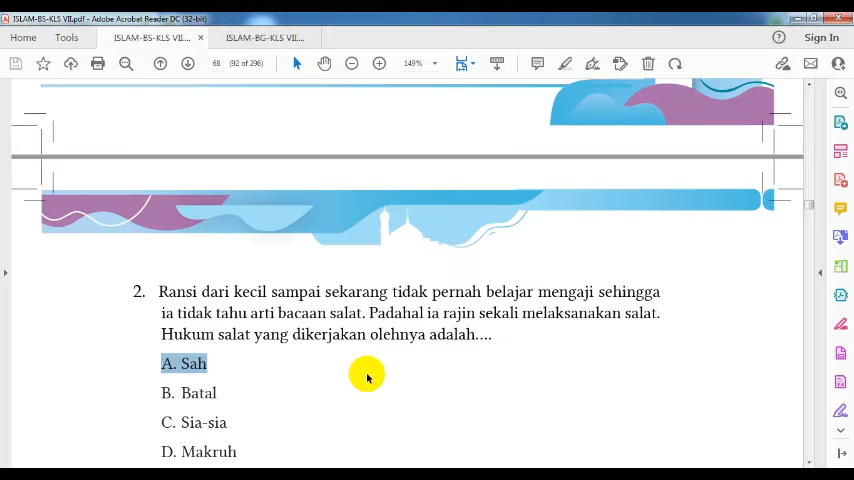 ISLAM-BS-KLS VII.pdf - Adobe Acrobat Reader DC (32-bit)
Home Tools ISLAM-BS-KLS VII.... × ISLAM-BG-KLS VII.... ? Sign In
68 (92 of 296) 149%
2. Ransi dari kecil sampai sekarang tidak pernah belajar mengaji sehingga
ia tidak tahu arti bacaan salat. Padahal ia rajin sekali melaksanakan salat.
Hukum salat yang dikerjakan olehnya adalah....
A. Sah
B. Batal
C. Sia-sia
D. Makruh